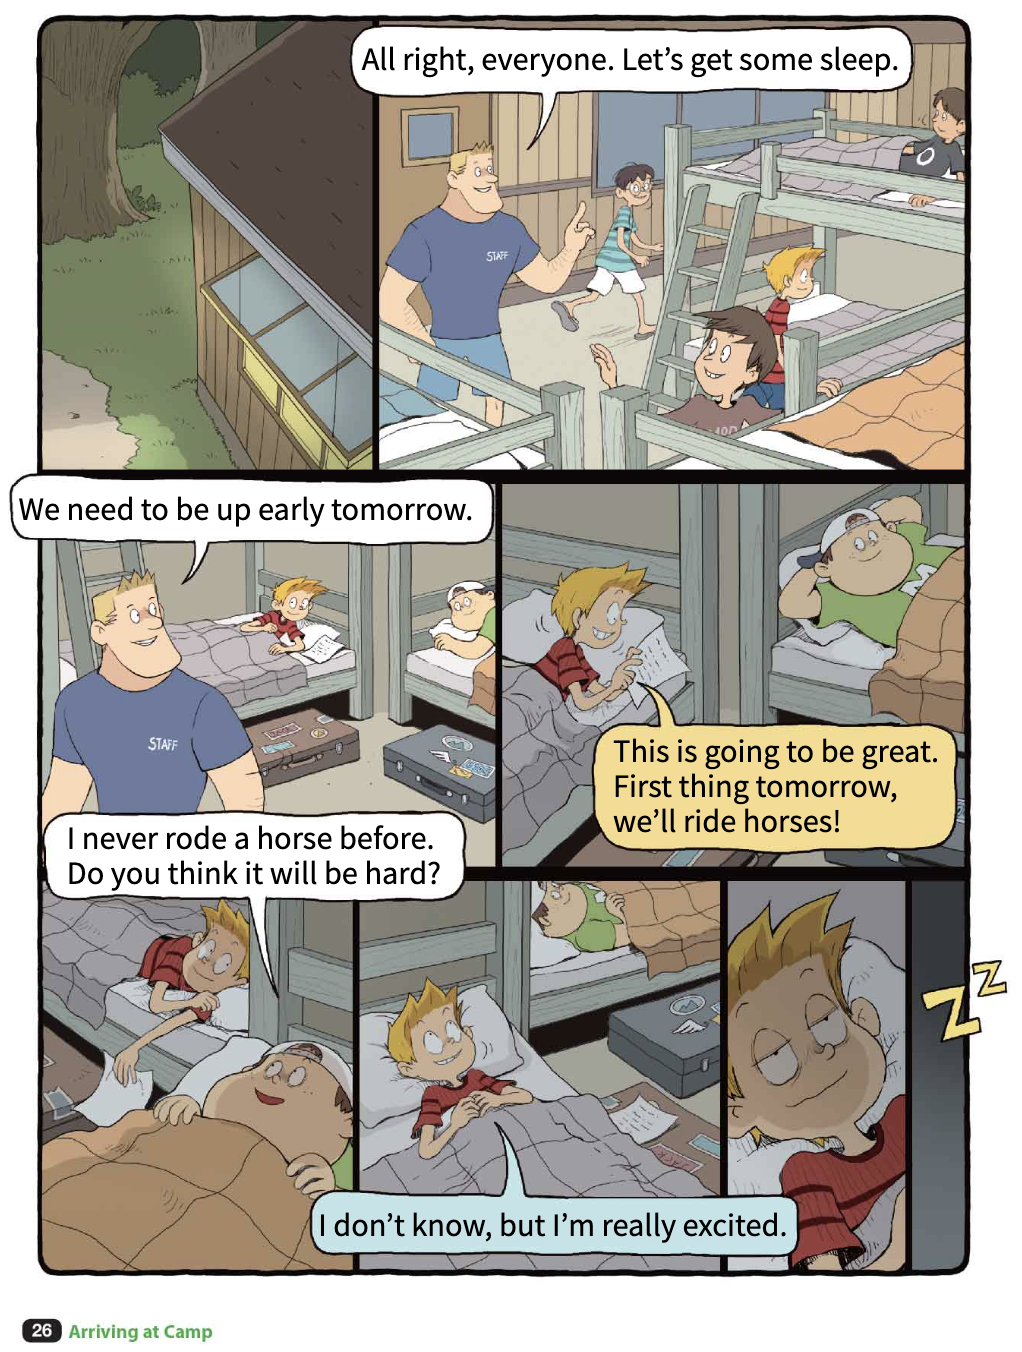 All right, everyone. Let's get some sleep.
STAFF
We need to be up early tomorrow.
STAFF
This is going to be great.
First thing tomorrow,
we'll ride horses!
I never rode a horse before.
Do you think it will be hard?
I don't know, but I'm really excited.
Z
Z
26 Arriving at Camp